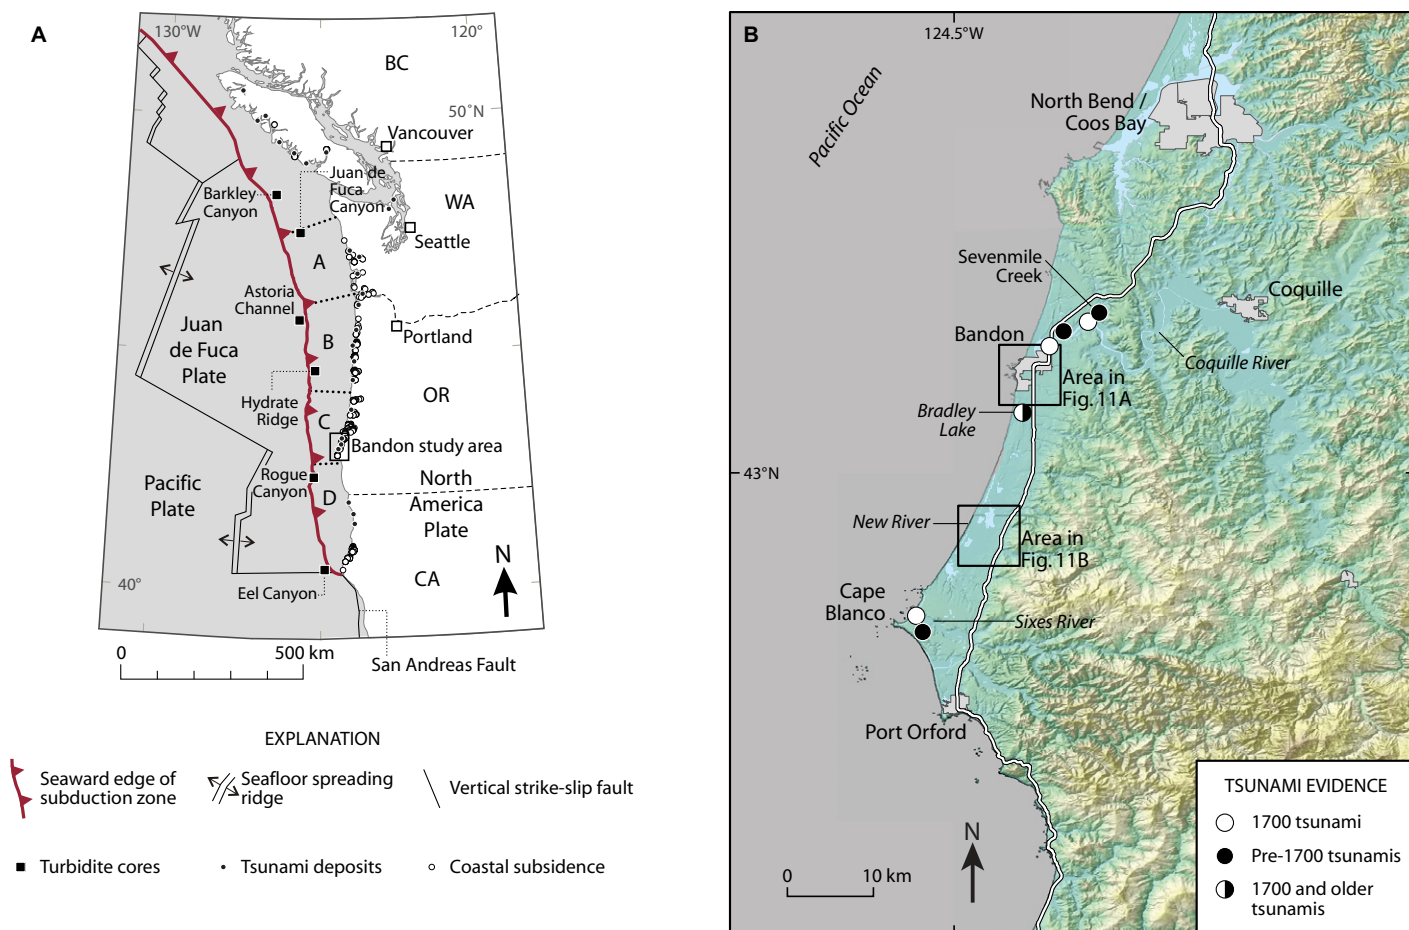 A
130°W
120°
BC
50°N
Vancouver
Juan de
Fuca
Canyon
Barkley
Canyon
WA
Seattle
A
Astoria
Channel
Portland
Juan
de Fuca
Plate
B
Hydrate
Ridge
OR
C
Bandon study area
Rogue
Canyon
Pacific
Plate
North
America
Plate
D
N
CA
Eel Canyon
40°
0
500 km
San Andreas Fault
EXPLANATION
Seaward edge of
subduction zone
Seafloor spreading
ridge
Vertical strike-slip fault
Turbidite cores
Tsunami deposits
Coastal subsidence
B
124.5°W
Pacific Ocean
North Bend /
Coos Bay
Sevenmile
Creek
Coquille
Bandon
Coquille River
Area in
Fig. 11A
Bradley
Lake
43°N
New River
Area in
Fig. 11B
Cape
Blanco
Sixes River
Port Orford
N
0
10 km
TSUNAMI EVIDENCE
1700 tsunami
Pre-1700 tsunamis
1700 and older
tsunamis